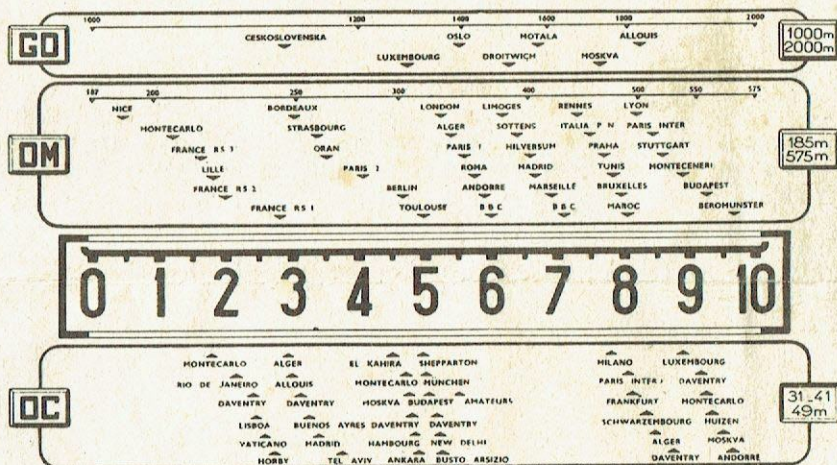 1000 1200 1400 1600 1800 2000
CESKOSLOVENSKA OSLO MOTALA ALLOUIS
GO
1000m
2000m
LUXEMBOURG DROITWICH MOSKVA
187 200 250 300 400 500 550 575
NICE BORDEAUX LONDON LIMOGES RENNES LYON
MONTECARLO STRASBOURG ALGER SOTTENS ITALIA P N PARIS INTER
OM
FRANCE RS 3 ORAN PARIS 1 HILVERSUM PRAHA STUTTGART
185m
575m
LILLE PARIS 2 ROMA MADRID TUNIS MONTECENERI
FRANCE RS 2 BERLIN ANDORRE MARSEILLE BRUXELLES BUDAPEST
FRANCE RS 1 TOULOUSE B B C B B C MAROC BEROMUNSTER
0 1 2 3 4 5 6 7 8 9 10
MONTECARLO ALGER EL KAHIRA SHEPPARTON MILANO LUXEMBOURG
RIO DE JANEIRO ALLOUIS MONTECARLO MÜNCHEN PARIS INTER DAVENTRY
OC
DAVENTRY DAVENTRY MOSKVA BUDAPEST AMATEURS FRANKFURT MONTECARLO
31_41
49m
LISBOA BUENOS AYRES DAVENTRY DAVENTRY SCHWARZEMBOURG HUIZEN
VATICANO MADRID HAMBOURG NEW DELHI ALGER MOSKVA
HORBY TEL AVIV ANKARA BUSTO ARSIZIO DAVENTRY ANDORRE